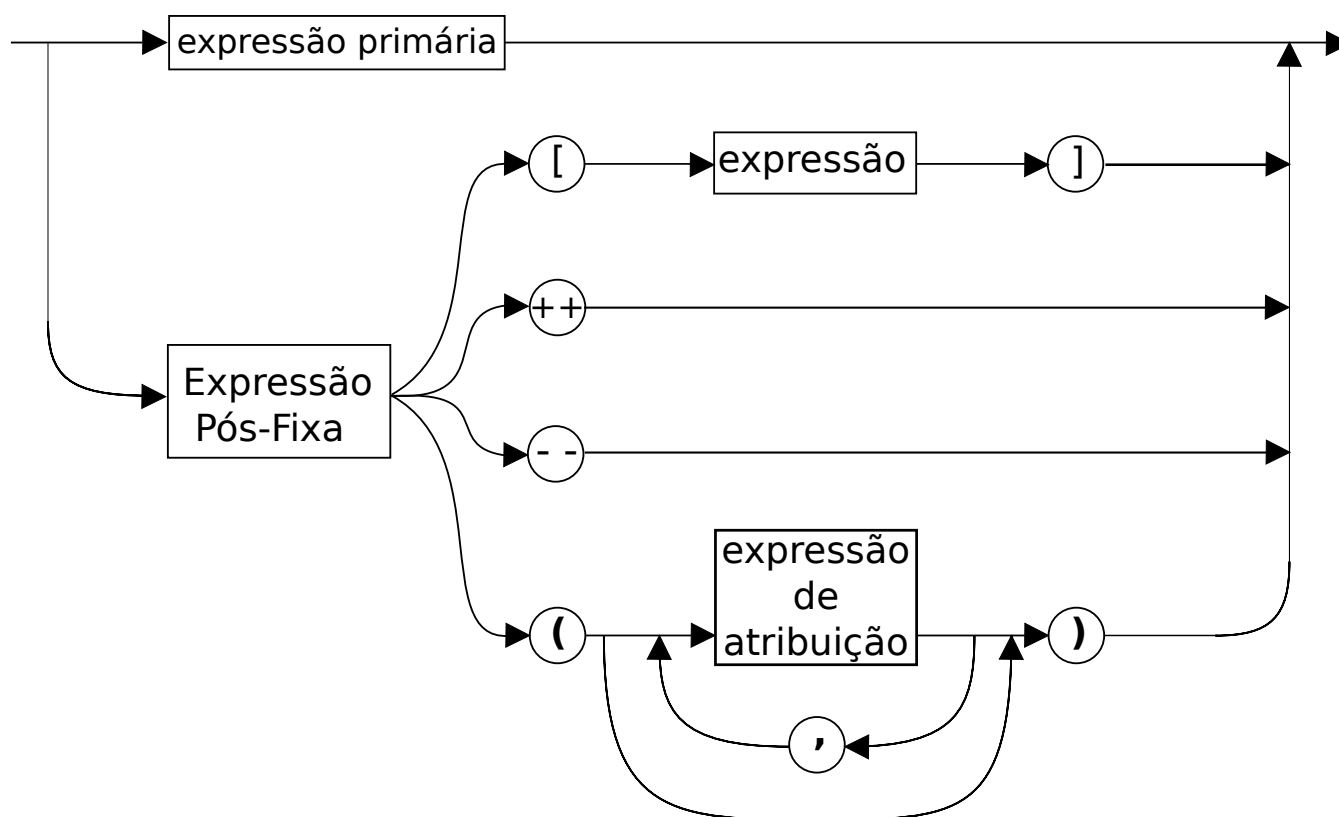 expressão primária
[
expressão
]
++
Expressão
Pós-Fixa
- -
expressão
de
atribuição
(
)
,